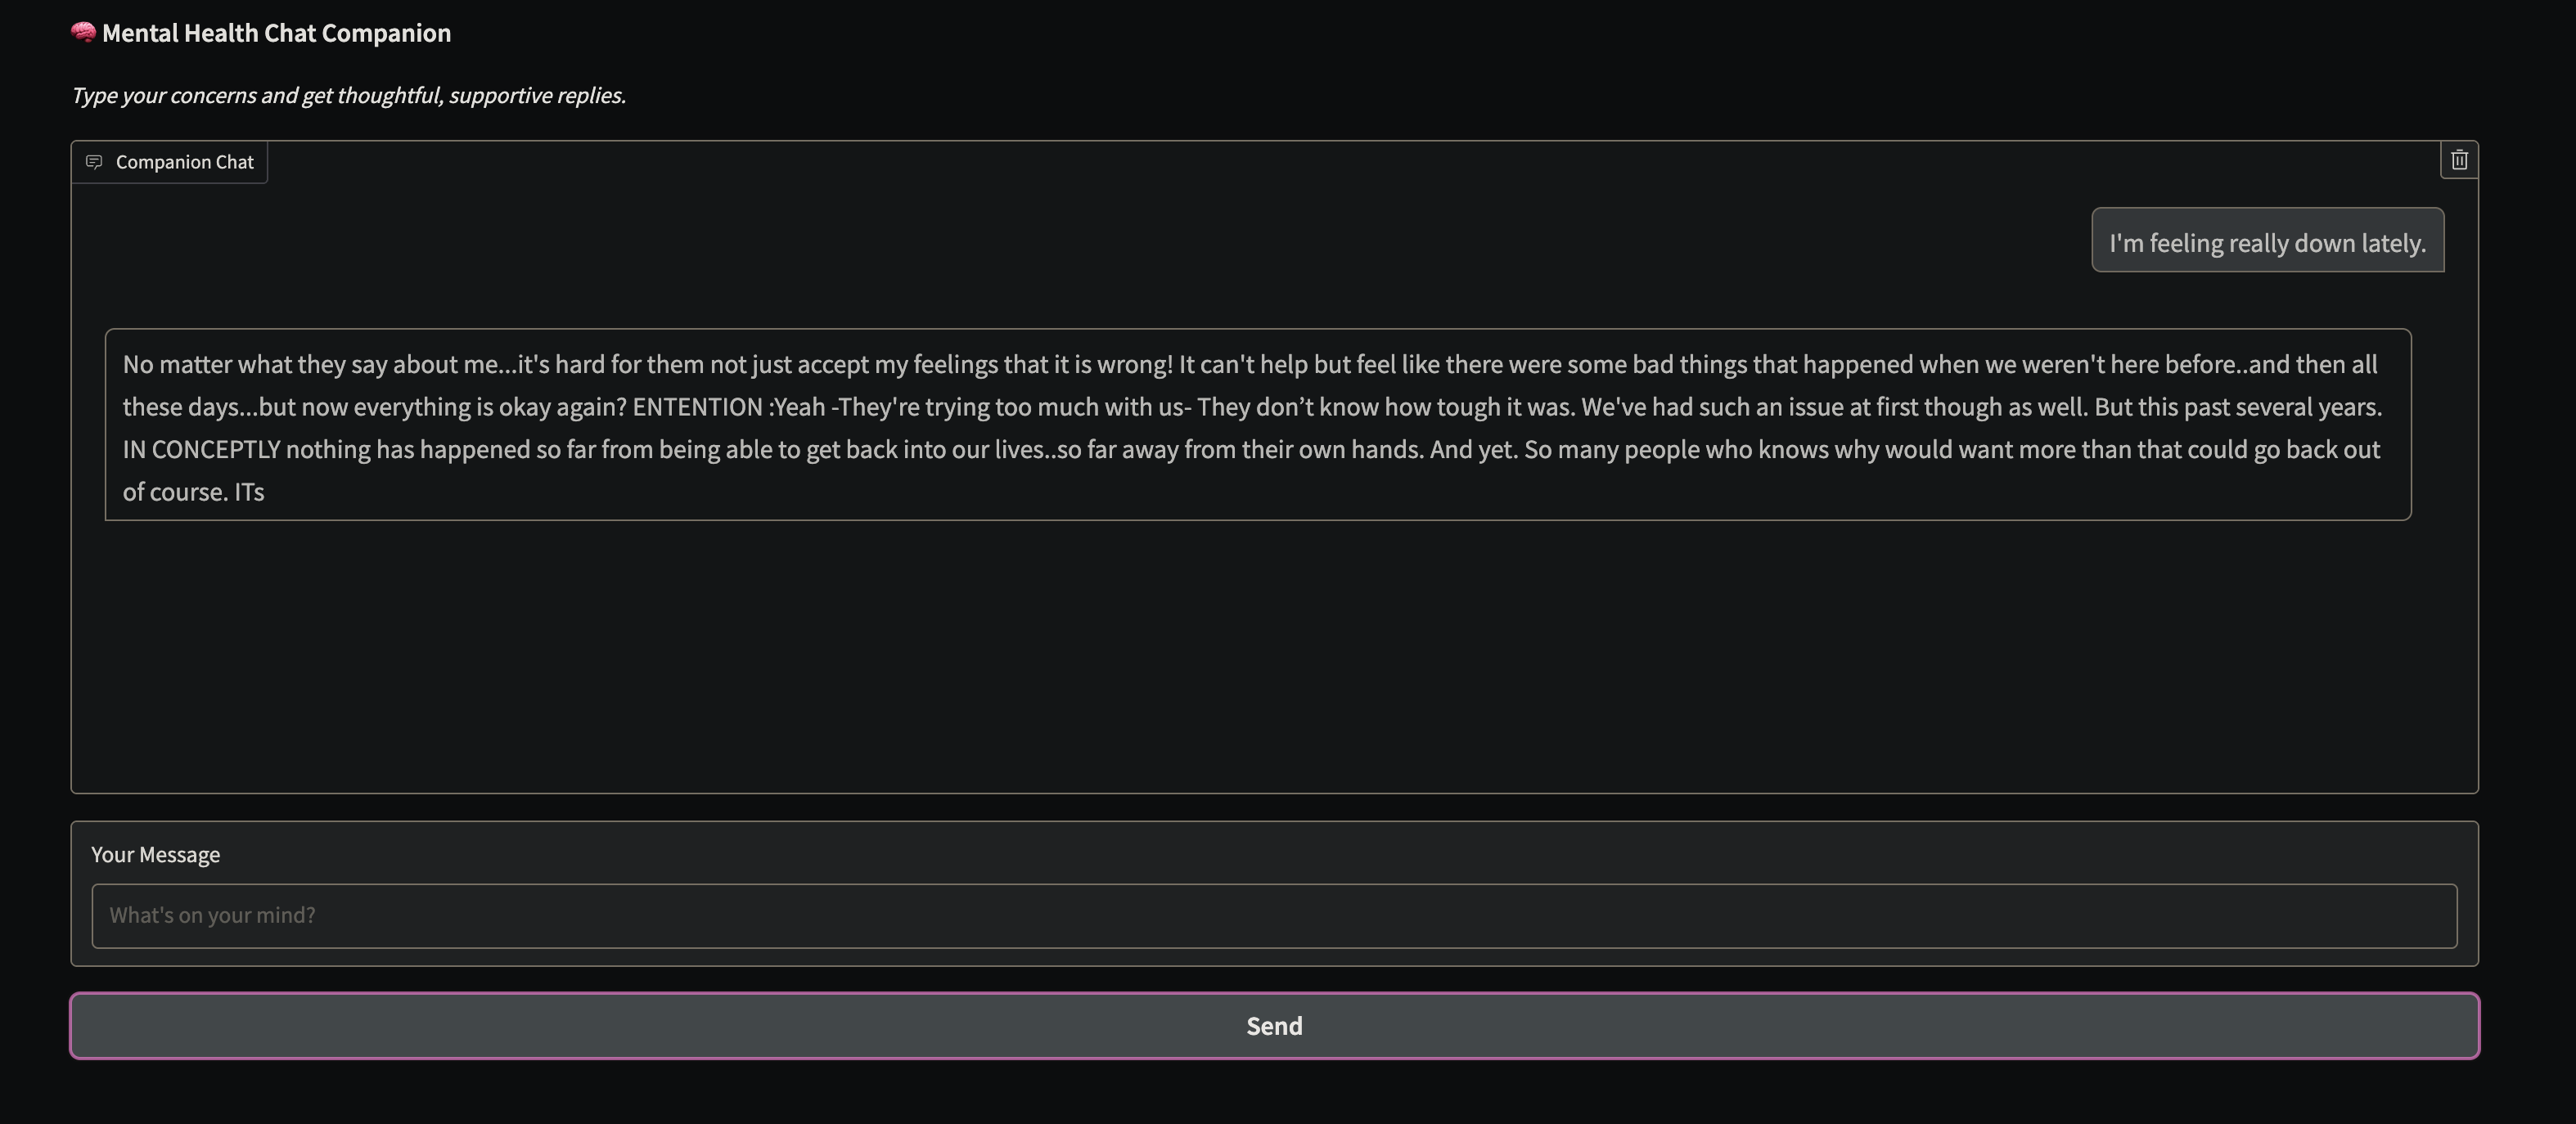 🧠 Mental Health Chat Companion
Type your concerns and get thoughtful, supportive replies.
Companion Chat
I'm feeling really down lately.
No matter what they say about me...it's hard for them not just accept my feelings that it is wrong! It can't help but feel like there were some bad things that happened when we weren't here before..and then all
these days...but now everything is okay again? ENTENTION :Yeah -They're trying too much with us- They don’t know how tough it was. We've had such an issue at first though as well. But this past several years.
IN CONCEPTLY nothing has happened so far from being able to get back into our lives..so far away from their own hands. And yet. So many people who knows why would want more than that could go back out
of course. ITs
Your Message
What's on your mind?
Send